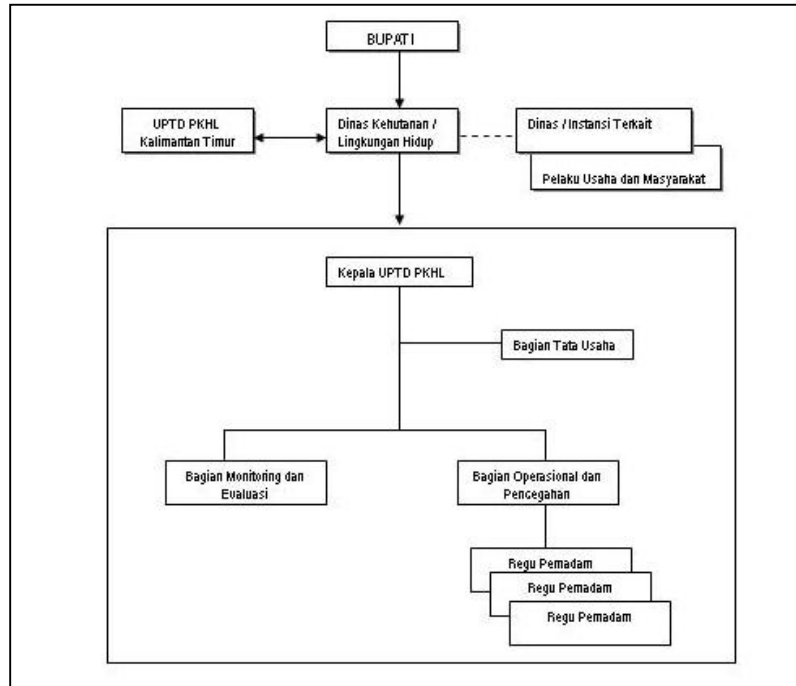 BUPATI
UPTD PKHL
Kalimantan Timur
Dinas Kehutanan /
Lingkungan Hidup
Dinas / Instansi Terkait
Pelaku Usaha dan Masyarakat
Kepala UPTD PKHL
Bagian Tata Usaha
Bagian Monitoring dan
Evaluasi
Bagian Operasional dan
Pencegahan
Regu Pemadam
Regu Pemadam
Regu Pemadam